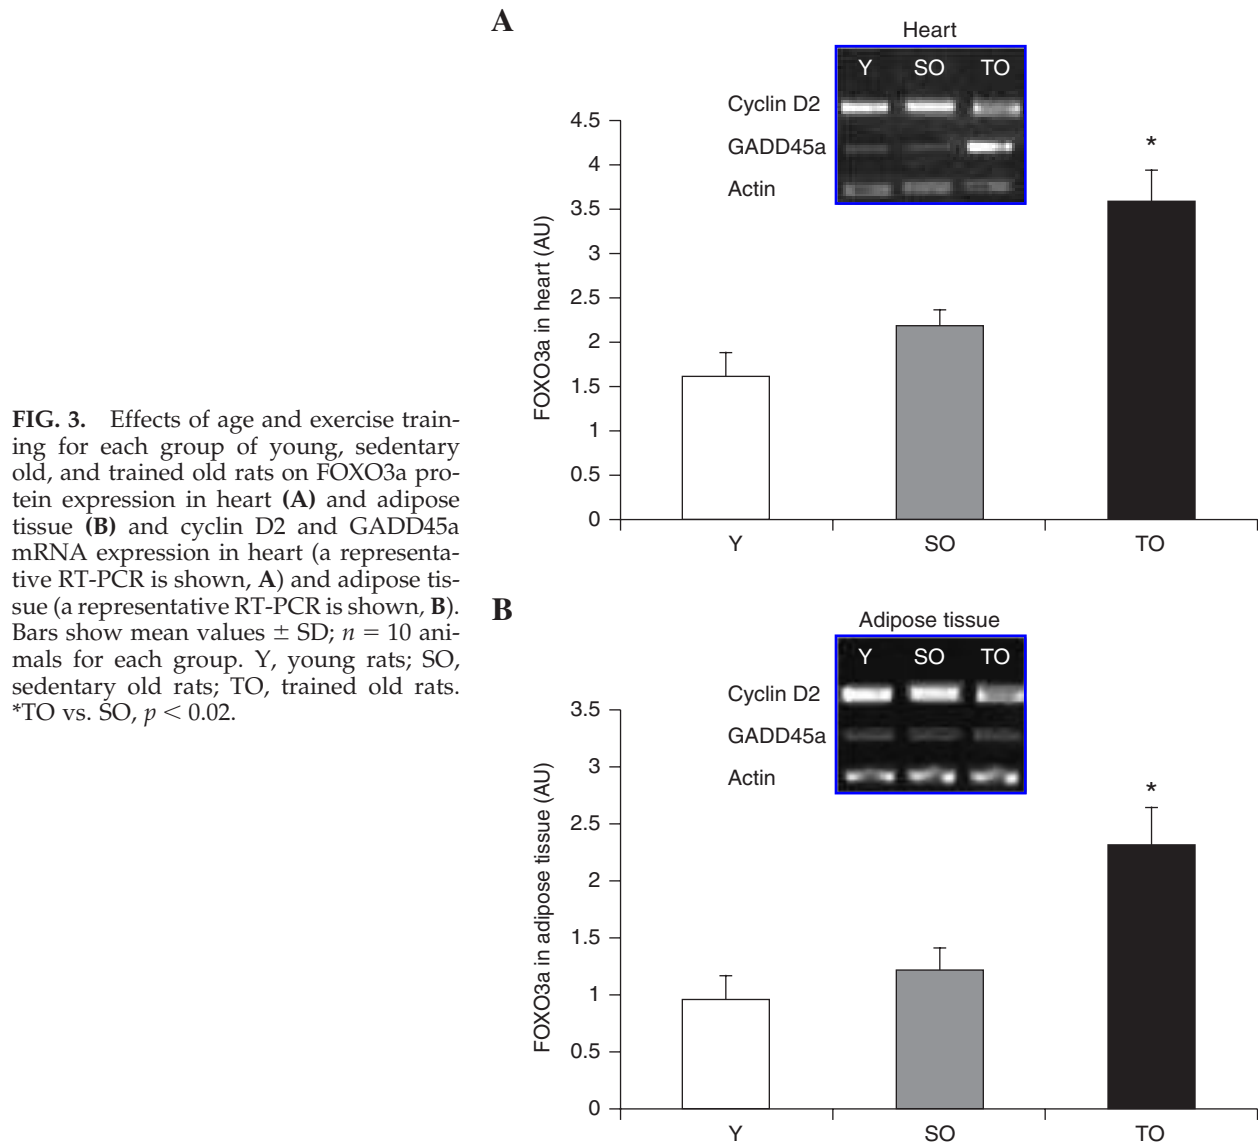 FIG. 3. Effects of age and exercise train-
ing for each group of young, sedentary
old, and trained old rats on FOXO3a pro-
tein expression in heart (A) and adipose
tissue (B) and cyclin D2 and GADD45a
mRNA expression in heart (a representa-
tive RT-PCR is shown, A) and adipose tis-
sue (a representative RT-PCR is shown, B).
Bars show mean values ± SD; n = 10 ani-
mals for each group. Y, young rats; SO,
sedentary old rats; TO, trained old rats.
*TO vs. SO, p < 0.02.
A
Heart
Y SO TO
Cyclin D2
GADD45a
Actin
FOXO3a in heart (AU)
4.5
4
3.5
3
2.5
2
1.5
1
0.5
0
*
Y SO TO
B
Adipose tissue
Y SO TO
Cyclin D2
GADD45a
Actin
FOXO3a in adipose tissue (AU)
3.5
3
2.5
2
1.5
1
0.5
0
*
Y SO TO